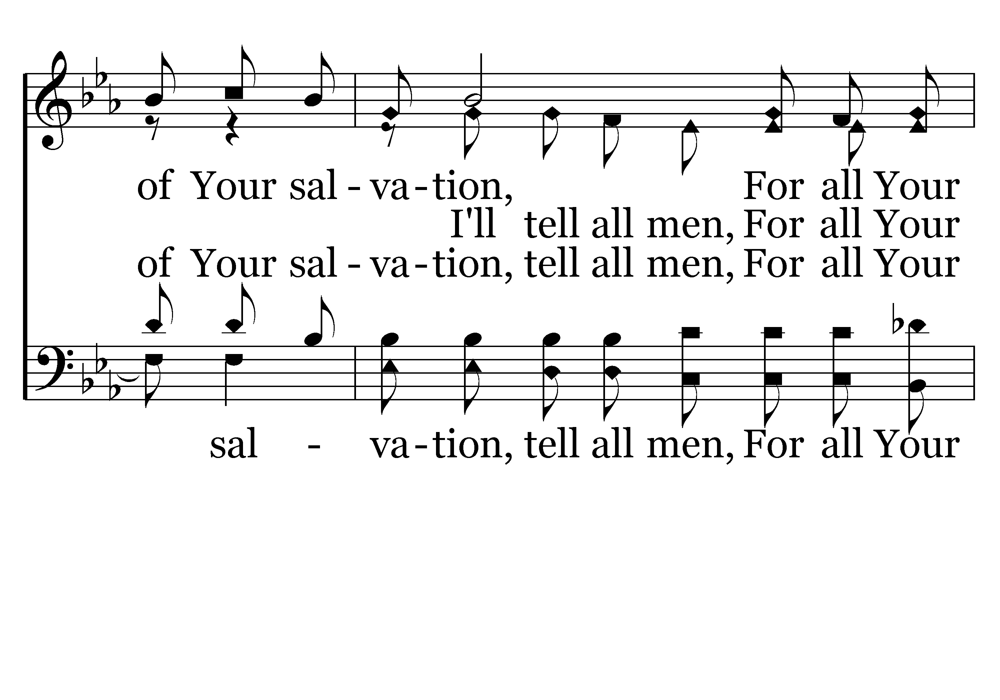 of Your sal - va - tion, For all Your
I'll tell all men, For all Your
of Your sal - va - tion, tell all men, For all Your
sal - va - tion, tell all men, For all Your